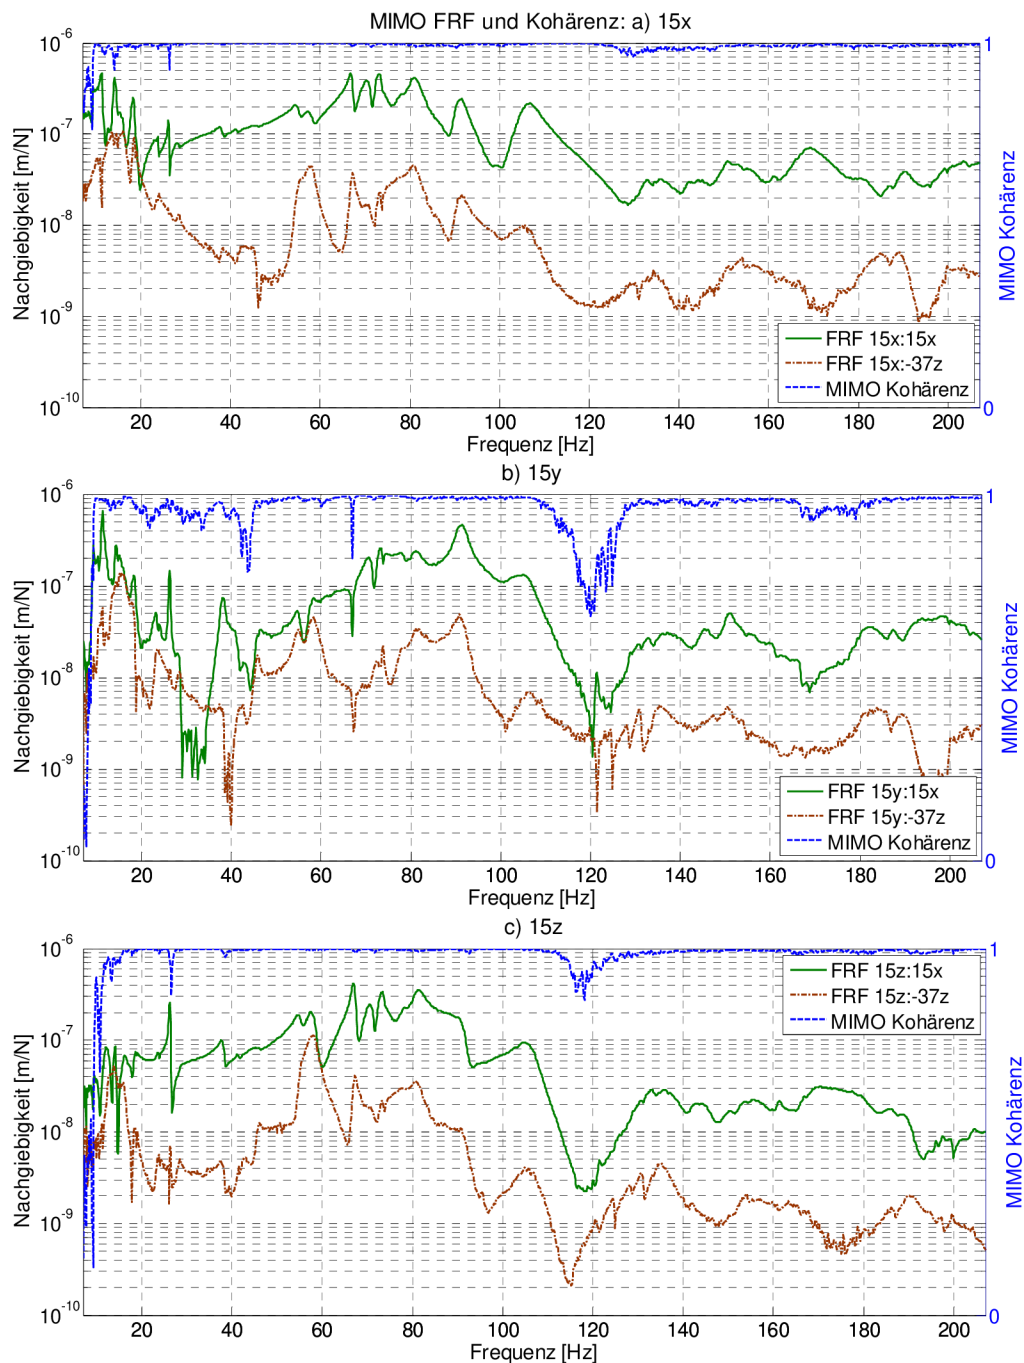 MIMO FRF und Kohärenz: a) 15x
10^-6
10^-7
10^-8
10^-9
10^-10
Nachgiebigkeit [m/N]
1
0
MIMO Kohärenz
FRF 15x:15x
FRF 15x:-37z
MIMO Kohärenz
20 40 60 80 100 120 140 160 180 200
Frequenz [Hz]
b) 15y
10^-6
10^-7
10^-8
10^-9
10^-10
Nachgiebigkeit [m/N]
1
0
MIMO Kohärenz
FRF 15y:15x
FRF 15y:-37z
MIMO Kohärenz
20 40 60 80 100 120 140 160 180 200
Frequenz [Hz]
c) 15z
10^-6
10^-7
10^-8
10^-9
10^-10
Nachgiebigkeit [m/N]
1
0
MIMO Kohärenz
FRF 15z:15x
FRF 15z:-37z
MIMO Kohärenz
20 40 60 80 100 120 140 160 180 200
Frequenz [Hz]